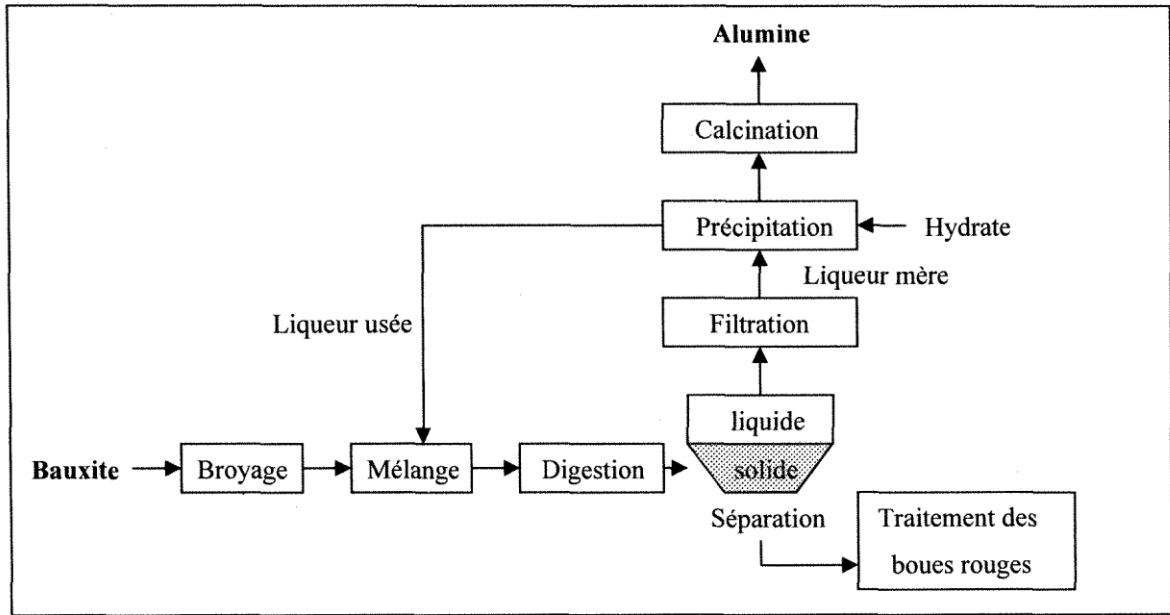 Alumine
Calcination
Précipitation
Hydrate
Liqueur mère
Liqueur usée
Filtration
liquide
Bauxite
Broyage
Mélange
Digestion
solide
Séparation
Traitement des
boues rouges